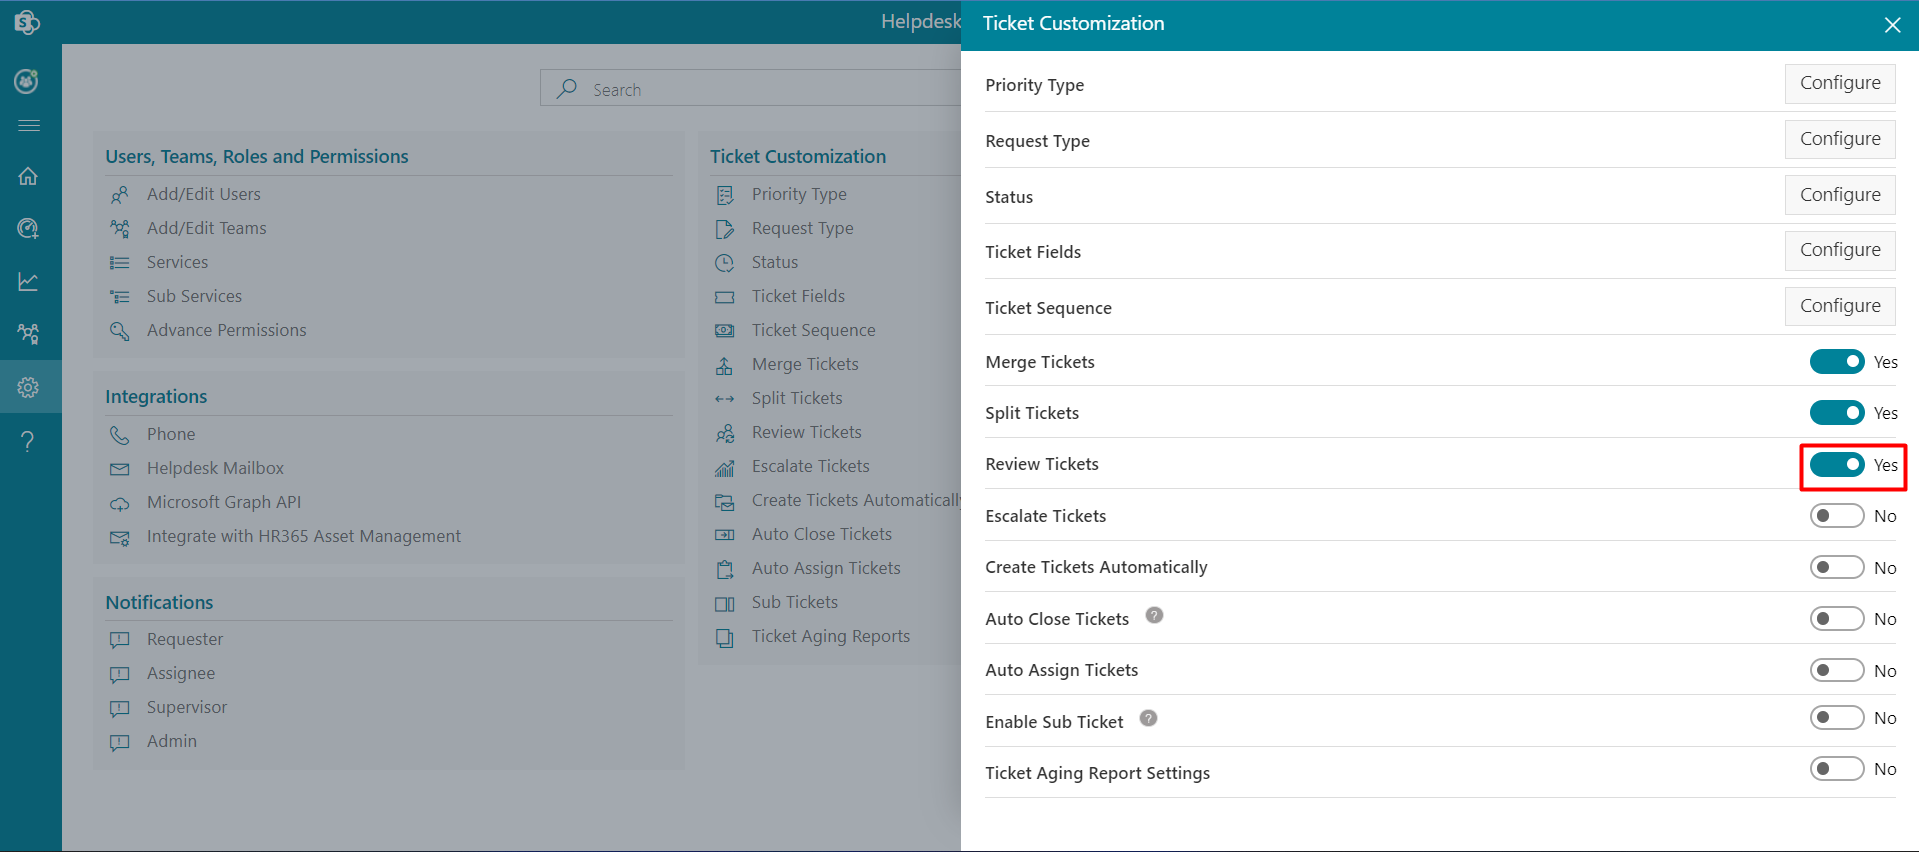 Helpdesk
Search
Users, Teams, Roles and Permissions
Add/Edit Users
Add/Edit Teams
Services
Sub Services
Advance Permissions
Integrations
Phone
Helpdesk Mailbox
Microsoft Graph API
Integrate with HR365 Asset Management
Notifications
Requester
Assignee
Supervisor
Admin
Ticket Customization
Priority Type
Request Type
Status
Ticket Fields
Ticket Sequence
Merge Tickets
Split Tickets
Review Tickets
Escalate Tickets
Create Tickets Automatically
Auto Close Tickets
Auto Assign Tickets
Sub Tickets
Ticket Aging Reports
Ticket Customization
Priority Type Configure
Request Type Configure
Status Configure
Ticket Fields Configure
Ticket Sequence Configure
Merge Tickets Yes
Split Tickets Yes
Review Tickets Yes
Escalate Tickets No
Create Tickets Automatically No
Auto Close Tickets ? No
Auto Assign Tickets No
Enable Sub Ticket ? No
Ticket Aging Report Settings No